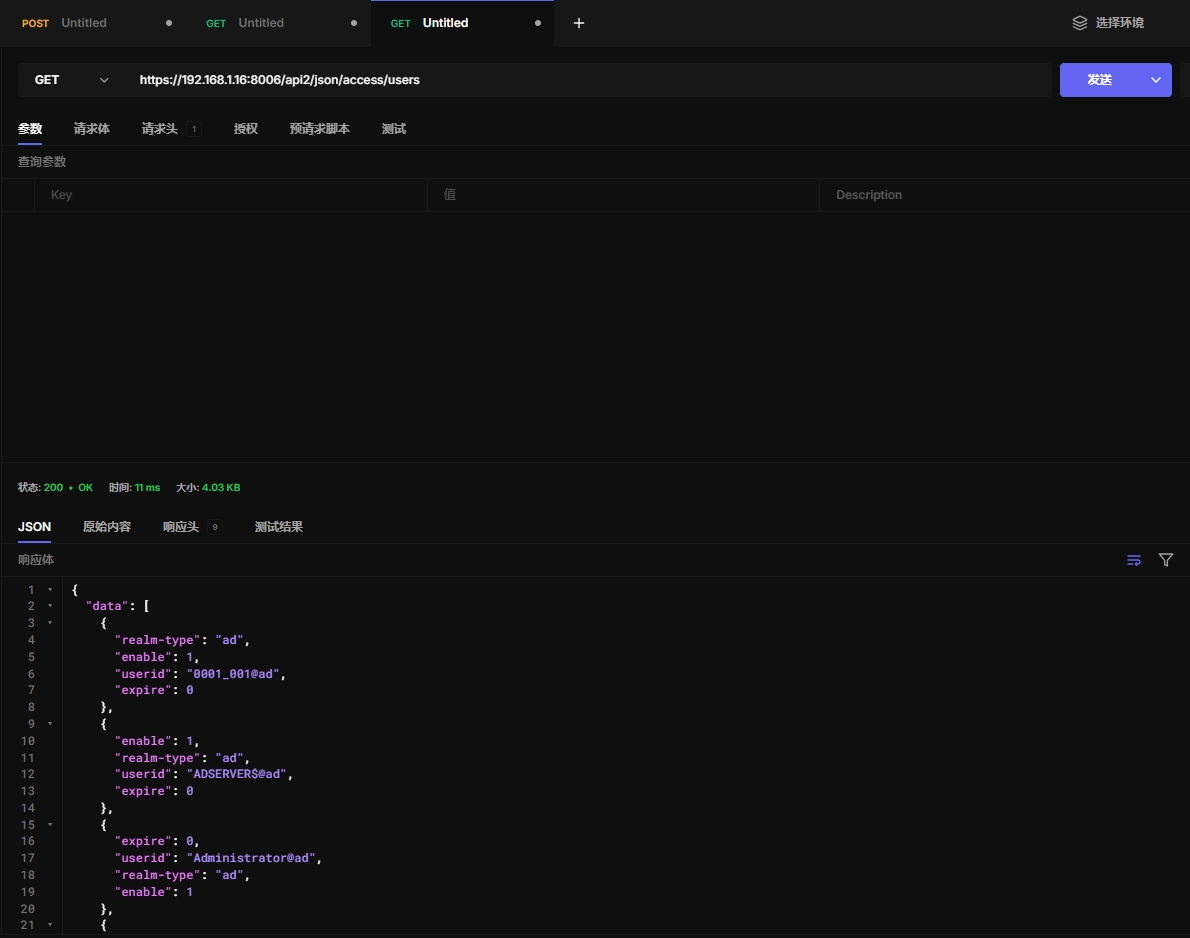 POST Untitled GET Untitled GET Untitled + 选择环境
GET https://192.168.1.16:8006/api2/json/access/users 发送
参数 请求体 请求头 1 授权 预请求脚本 测试
查询参数
Key 值 Description
状态: 200 • OK 时间: 11 ms 大小: 4.03 KB
JSON 原始内容 响应头 9 测试结果
响应体
1 {
2 "data": [
3 {
4 "realm-type": "ad",
5 "enable": 1,
6 "userid": "0001_001@ad",
7 "expire": 0
8 },
9 {
10 "enable": 1,
11 "realm-type": "ad",
12 "userid": "ADSERVER$@ad",
13 "expire": 0
14 },
15 {
16 "expire": 0,
17 "userid": "Administrator@ad",
18 "realm-type": "ad",
19 "enable": 1
20 },
21 {